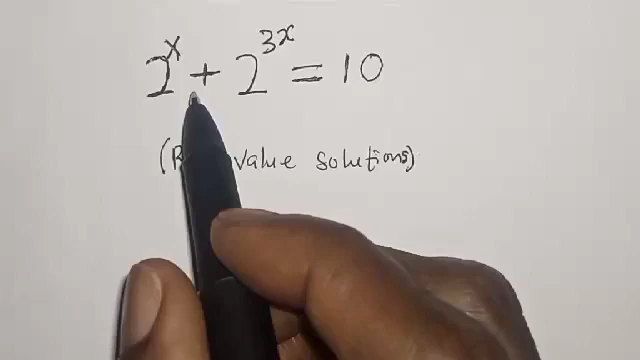 2^x + 2^{3x} = 10
value solutions)